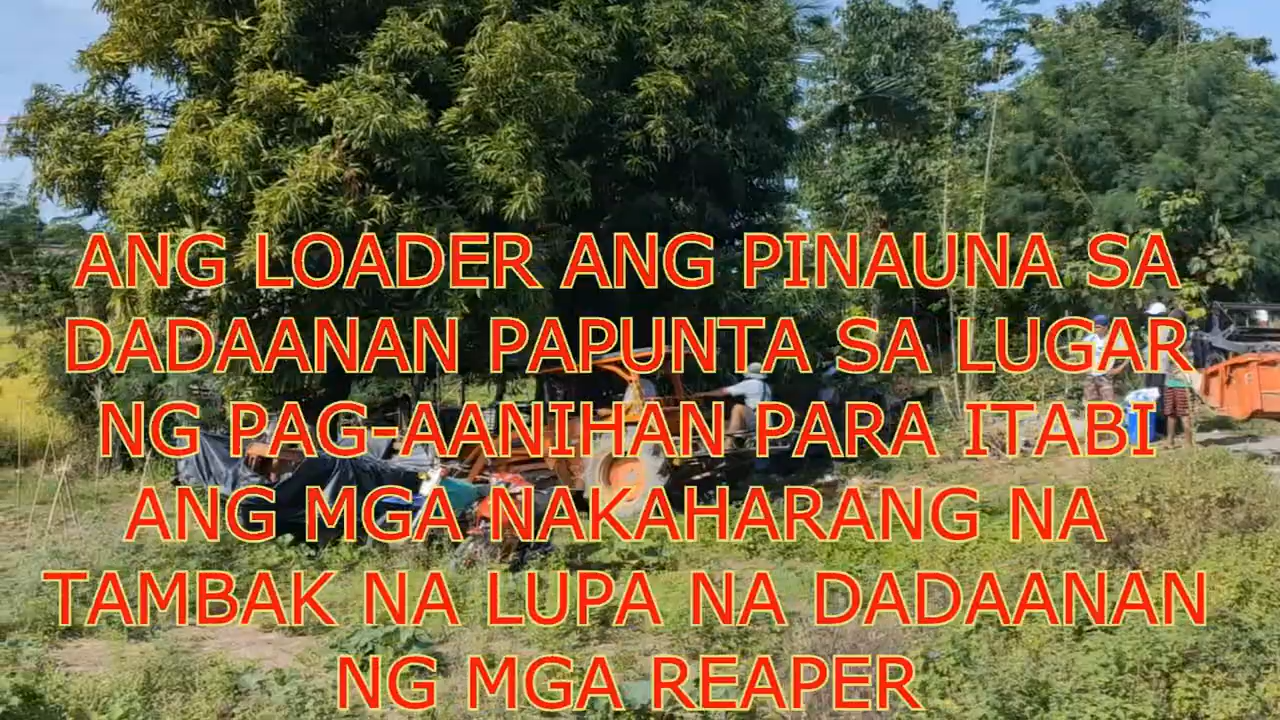 ANG LOADER ANG PINAUNA SA
DADAANAN PAPUNTA SA LUGAR
NG PAG-AANIHAN PARA ITABI
ANG MGA NAKAHARANG NA
TAMBAK NA LUPA NA DADAANAN
NG MGA REAPER